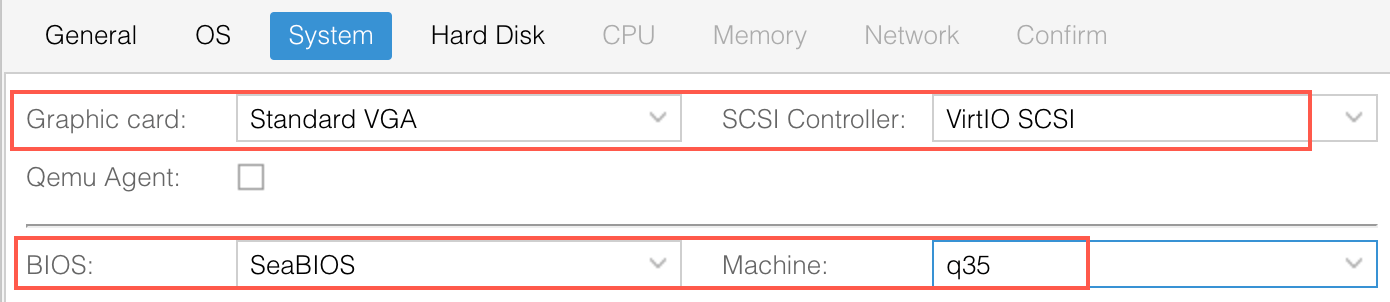 General OS System Hard Disk CPU Memory Network Confirm
Graphic card: Standard VGA SCSI Controller: VirtIO SCSI
Qemu Agent:
BIOS: SeaBIOS Machine: q35